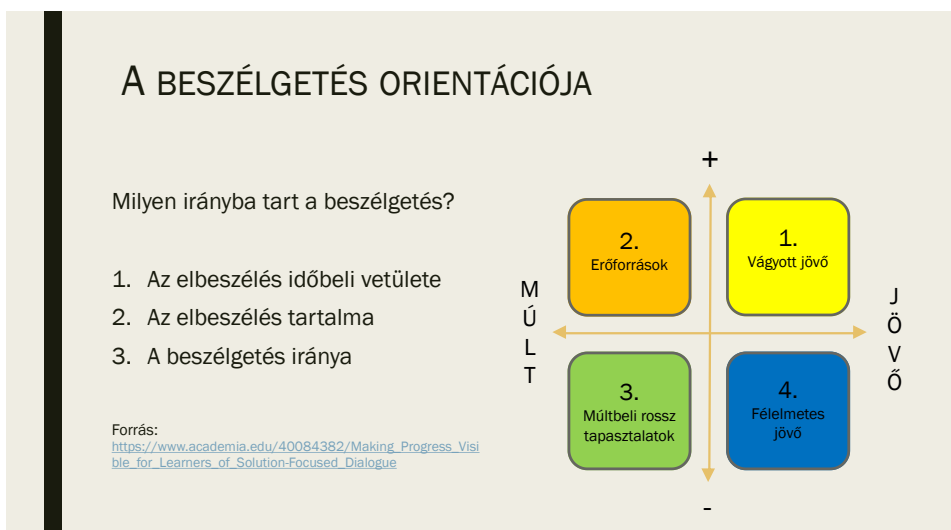 A BESZÉLGETÉS ORIENTÁCIÓJA
Milyen irányba tart a beszélgetés?
1. Az elbeszélés időbeli vetülete
2. Az elbeszélés tartalma
3. A beszélgetés iránya
Forrás:
https://www.academia.edu/40084382/Making_Progress_Visi
ble_for_Learners_of_Solution-Focused_Dialogue
+
2.
Erőforrások
1.
Vágyott jövő
M
Ú
L
T
J
Ö
V
Ő
3.
Múltbeli rossz
tapasztalatok
4.
Félelmetes
jövő
-